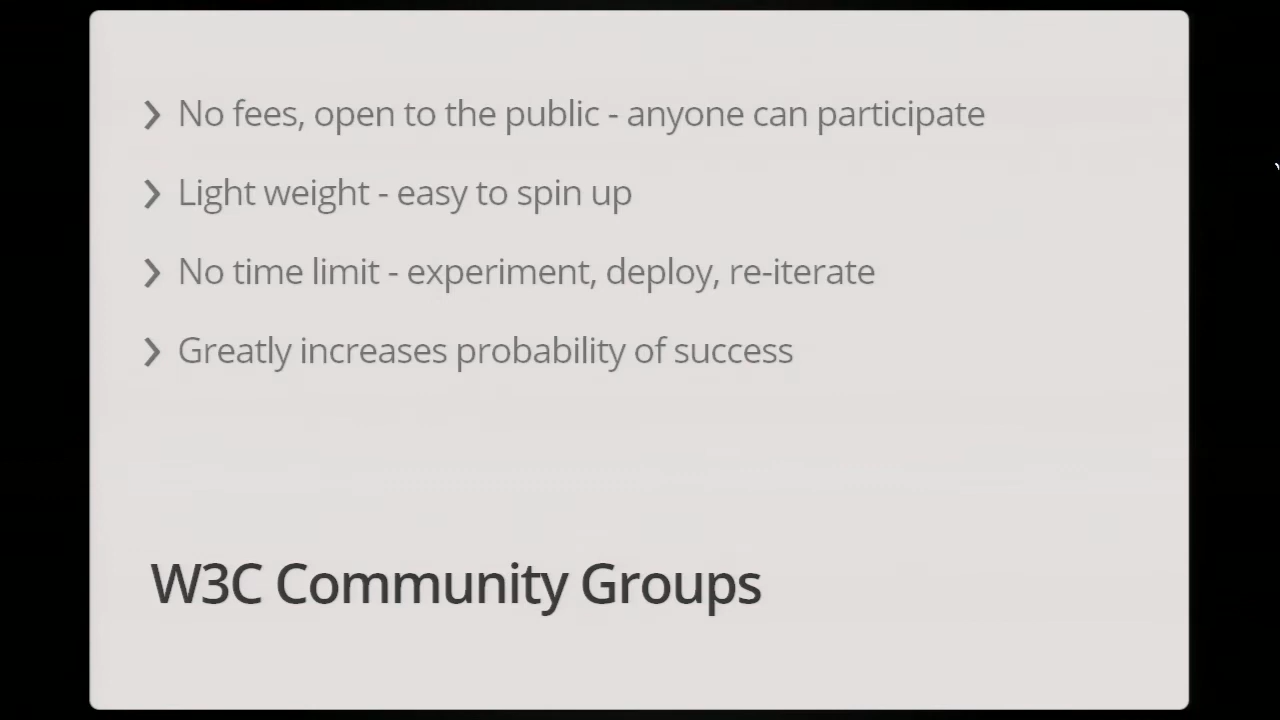 No fees, open to the public - anyone can participate
Light weight - easy to spin up
No time limit - experiment, deploy, re-iterate
Greatly increases probability of success
W3C Community Groups